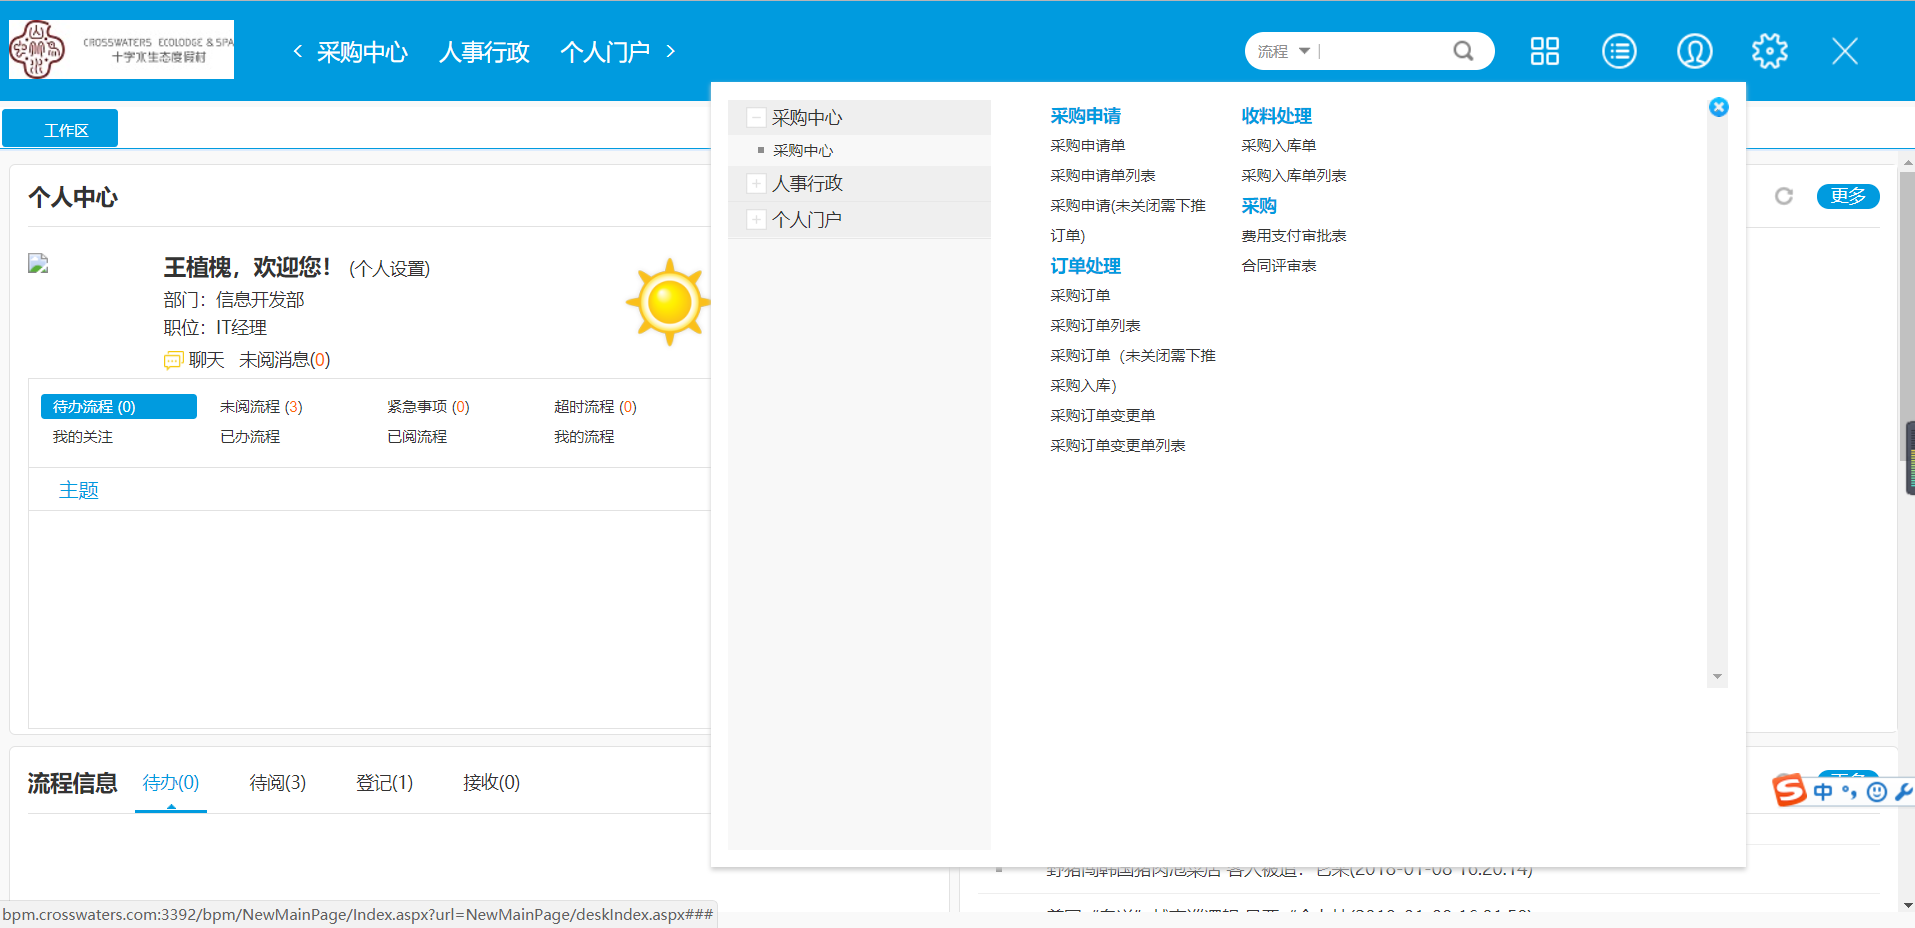 CROSSWATERS ECOLODGE & SPA
十字水生态度假村
采购中心 人事行政 个人门户
流程
工作区
个人中心
更多
王植槐，欢迎您！ (个人设置)
部门：信息开发部
职位：IT经理
聊天 未阅消息(0)
待办流程 (0) 未阅流程 (3) 紧急事项 (0) 超时流程 (0)
我的关注 已办流程 已阅流程 我的流程
主题
采购中心
采购中心
人事行政
个人门户
采购申请
采购申请单
采购申请单列表
采购申请(未关闭需下推
订单)
订单处理
采购订单
采购订单列表
采购订单（未关闭需下推
采购入库）
采购订单变更单
采购订单变更单列表
收料处理
采购入库单
采购入库单列表
采购
费用支付审批表
合同评审表
流程信息 待办(0) 待阅(3) 登记(1) 接收(0)
中
bpm.crosswaters.com:3392/bpm/NewMainPage/Index.aspx?url=NewMainPage/deskIndex.aspx###